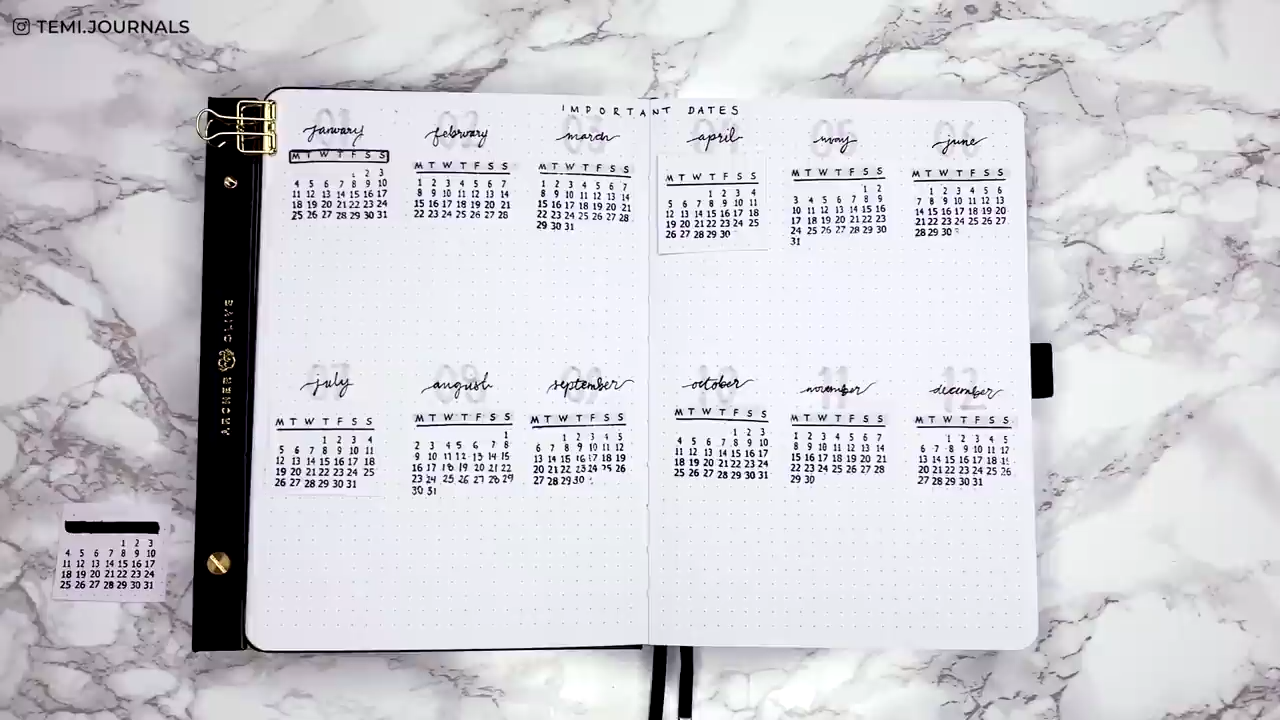 TEMI.JOURNALS
IMPORTANT DATES
01
january
M T W T F S S
1 2 3
4 5 6 7 8 9 10
11 12 13 14 15 16 17
18 19 20 21 22 23 24
25 26 27 28 29 30 31
02
february
M T W T F S S
1 2 3 4 5 6 7
8 9 10 11 12 13 14
15 16 17 18 19 20 21
22 23 24 25 26 27 28
march
M T W T F S S
1 2 3 4 5 6 7
8 9 10 11 12 13 14
15 16 17 18 19 20 21
22 23 24 25 26 27 28
29 30 31
april
M T W T F S S
1 2 3 4
5 6 7 8 9 10 11
12 13 14 15 16 17 18
19 20 21 22 23 24 25
26 27 28 29 30
05
may
M T W T F S S
1 2
3 4 5 6 7 8 9
10 11 12 13 14 15 16
17 18 19 20 21 22 23
24 25 26 27 28 29 30
31
06
june
M T W T F S S
1 2 3 4 5 6
7 8 9 10 11 12 13
14 15 16 17 18 19 20
21 22 23 24 25 26 27
28 29 30
07
july
M T W T F S S
1 2 3 4
5 6 7 8 9 10 11
12 13 14 15 16 17 18
19 20 21 22 23 24 25
26 27 28 29 30 31
08
august
M T W T F S S
1
2 3 4 5 6 7 8
9 10 11 12 13 14 15
16 17 18 19 20 21 22
23 24 25 26 27 28 29
30 31
09
september
M T W T F S S
1 2 3 4 5
6 7 8 9 10 11 12
13 14 15 16 17 18 19
20 21 22 23 24 25 26
27 28 29 30
10
october
M T W T F S S
1 2 3
4 5 6 7 8 9 10
11 12 13 14 15 16 17
18 19 20 21 22 23 24
25 26 27 28 29 30 31
11
november
M T W T F S S
1 2 3 4 5 6 7
8 9 10 11 12 13 14
15 16 17 18 19 20 21
22 23 24 25 26 27 28
29 30
12
december
M T W T F S S
1 2 3 4 5
6 7 8 9 10 11 12
13 14 15 16 17 18
20 21 22 23 24 25 26
27 28 29 30 31
ARCHER OLIVE
1 2 3
4 5 6 7 8 9 10
11 12 13 14 15 16 17
18 19 20 21 22 23 24
25 26 27 28 29 30 31